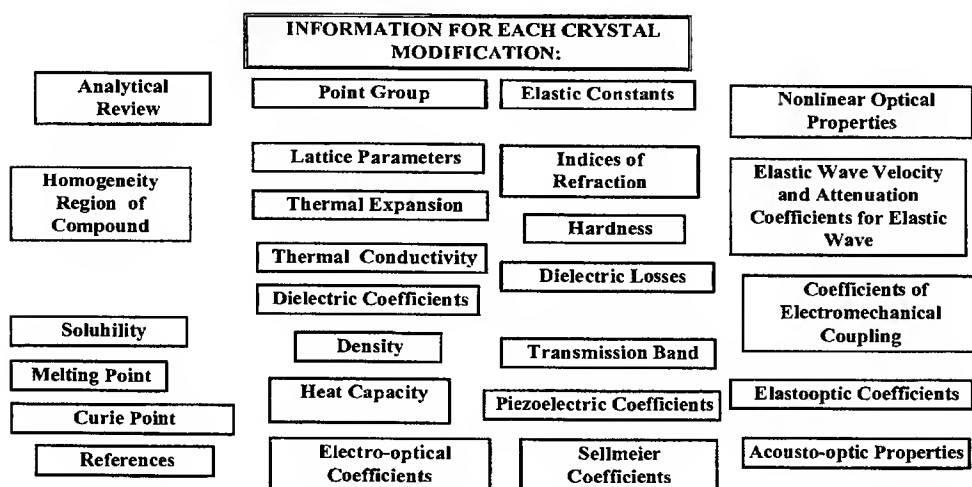 INFORMATION FOR EACH CRYSTAL
MODIFICATION:
Analytical
Review
Homogeneity
Region of
Compound
Soluhility
Melting Point
Curie Point
References
Point Group
Lattice Parameters
Thermal Expansion
Thermal Conductivity
Dielectric Coefficients
Density
Heat Capacity
Electro-optical
Coefficients
Elastic Constants
Indices of
Refraction
Hardness
Dielectric Losses
Transmission Band
Piezoelectric Coefficients
Sellmeier
Coefficients
Nonlinear Optical
Properties
Elastic Wave Velocity
and Attenuation
Coefficients for Elastic
Wave
Coefficients of
Electromechanical
Coupling
Elastooptic Coefficients
Acousto-optic Properties